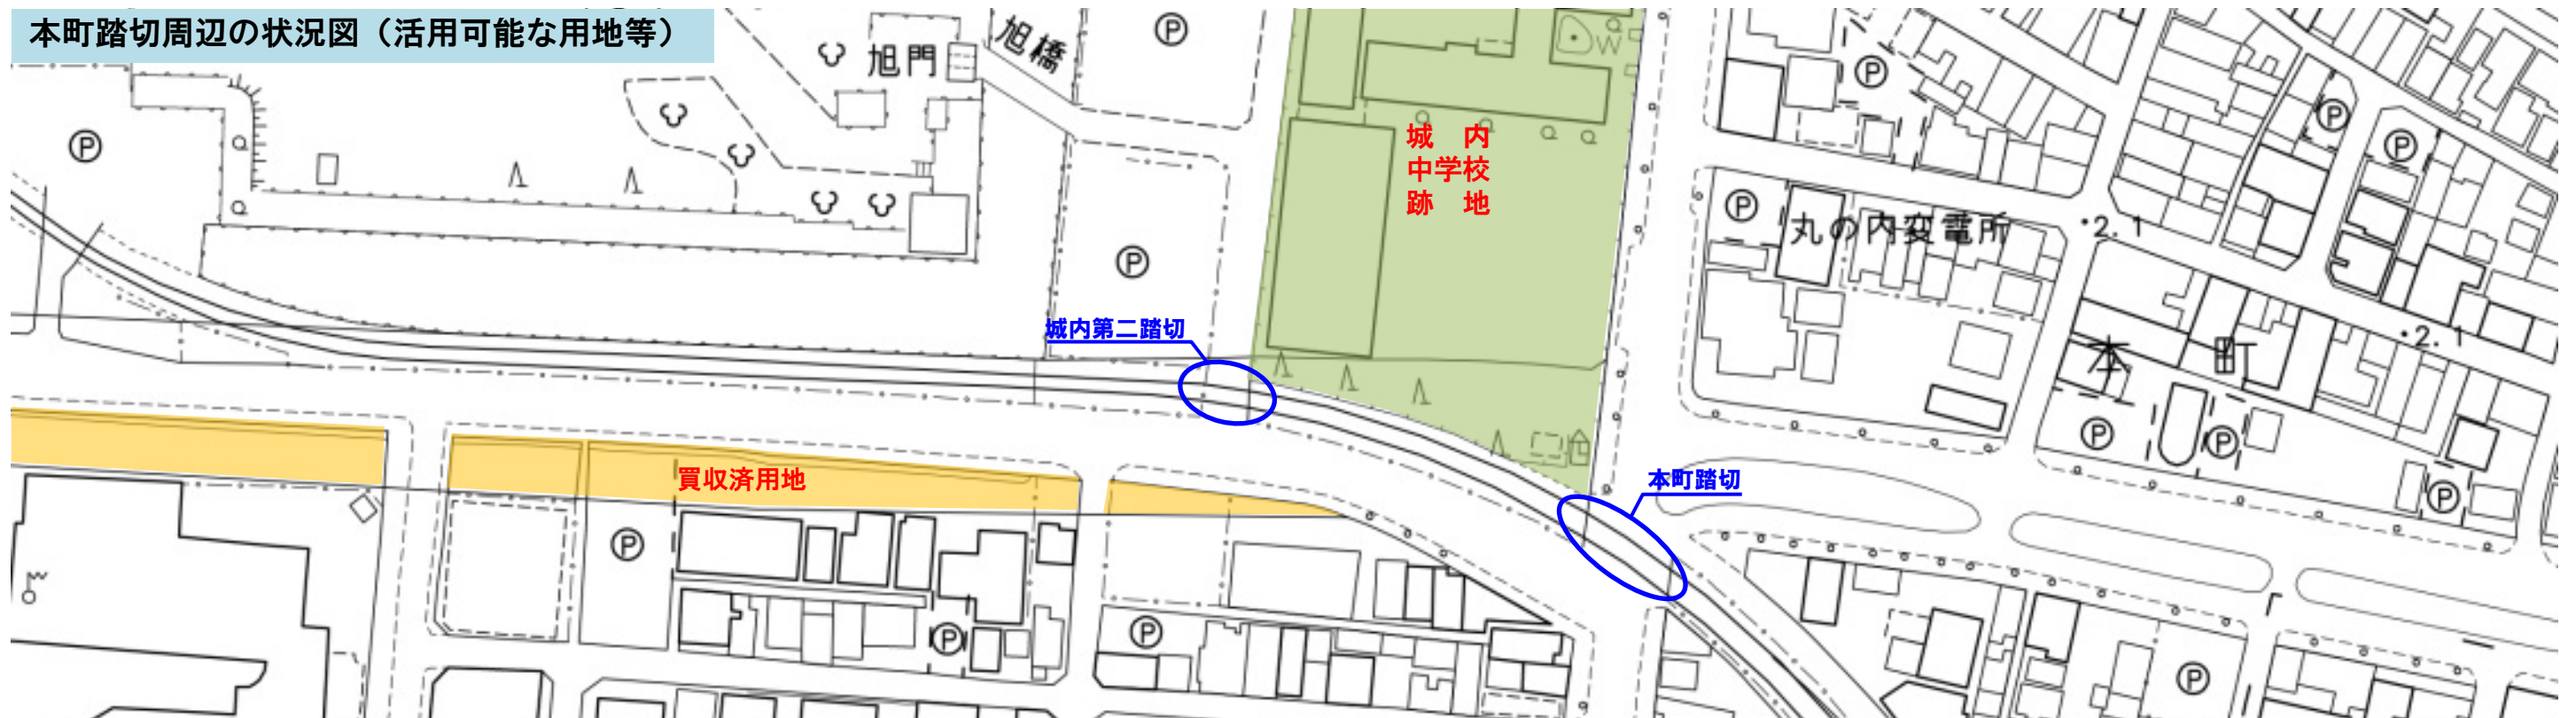 本町踏切周辺の状況図（活用可能な用地等）
旭門
旭橋
Ⓟ
Ⓟ
Ⓟ
W
城　内
中学校
跡　地
Ⓟ
Ⓟ
Ⓟ
Ⓟ
丸の内変電所
・2.1
城内第二踏切
本　町
・2.1
Ⓟ
Ⓟ
買収済用地
本町踏切
Ⓟ
Ⓟ
Ⓟ
Ⓟ
Ⓟ